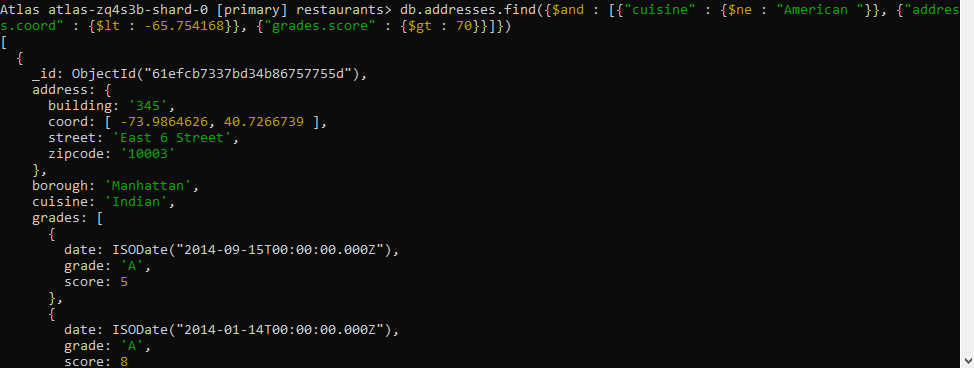 Atlas atlas-zq4s3b-shard-0 [primary] restaurants> db.addresses.find({$and : [{"cuisine" : {$ne : "American "}}, {"addres
s.coord" : {$lt : -65.754168}}, {"grades.score" : {$gt : 70}}]})
[
  {
    _id: ObjectId("61efcb7337bd34b86757755d"),
    address: {
      building: '345',
      coord: [ -73.9864626, 40.7266739 ],
      street: 'East 6 Street',
      zipcode: '10003'
    },
    borough: 'Manhattan',
    cuisine: 'Indian',
    grades: [
      {
        date: ISODate("2014-09-15T00:00:00.000Z"),
        grade: 'A',
        score: 5
      },
      {
        date: ISODate("2014-01-14T00:00:00.000Z"),
        grade: 'A',
        score: 8